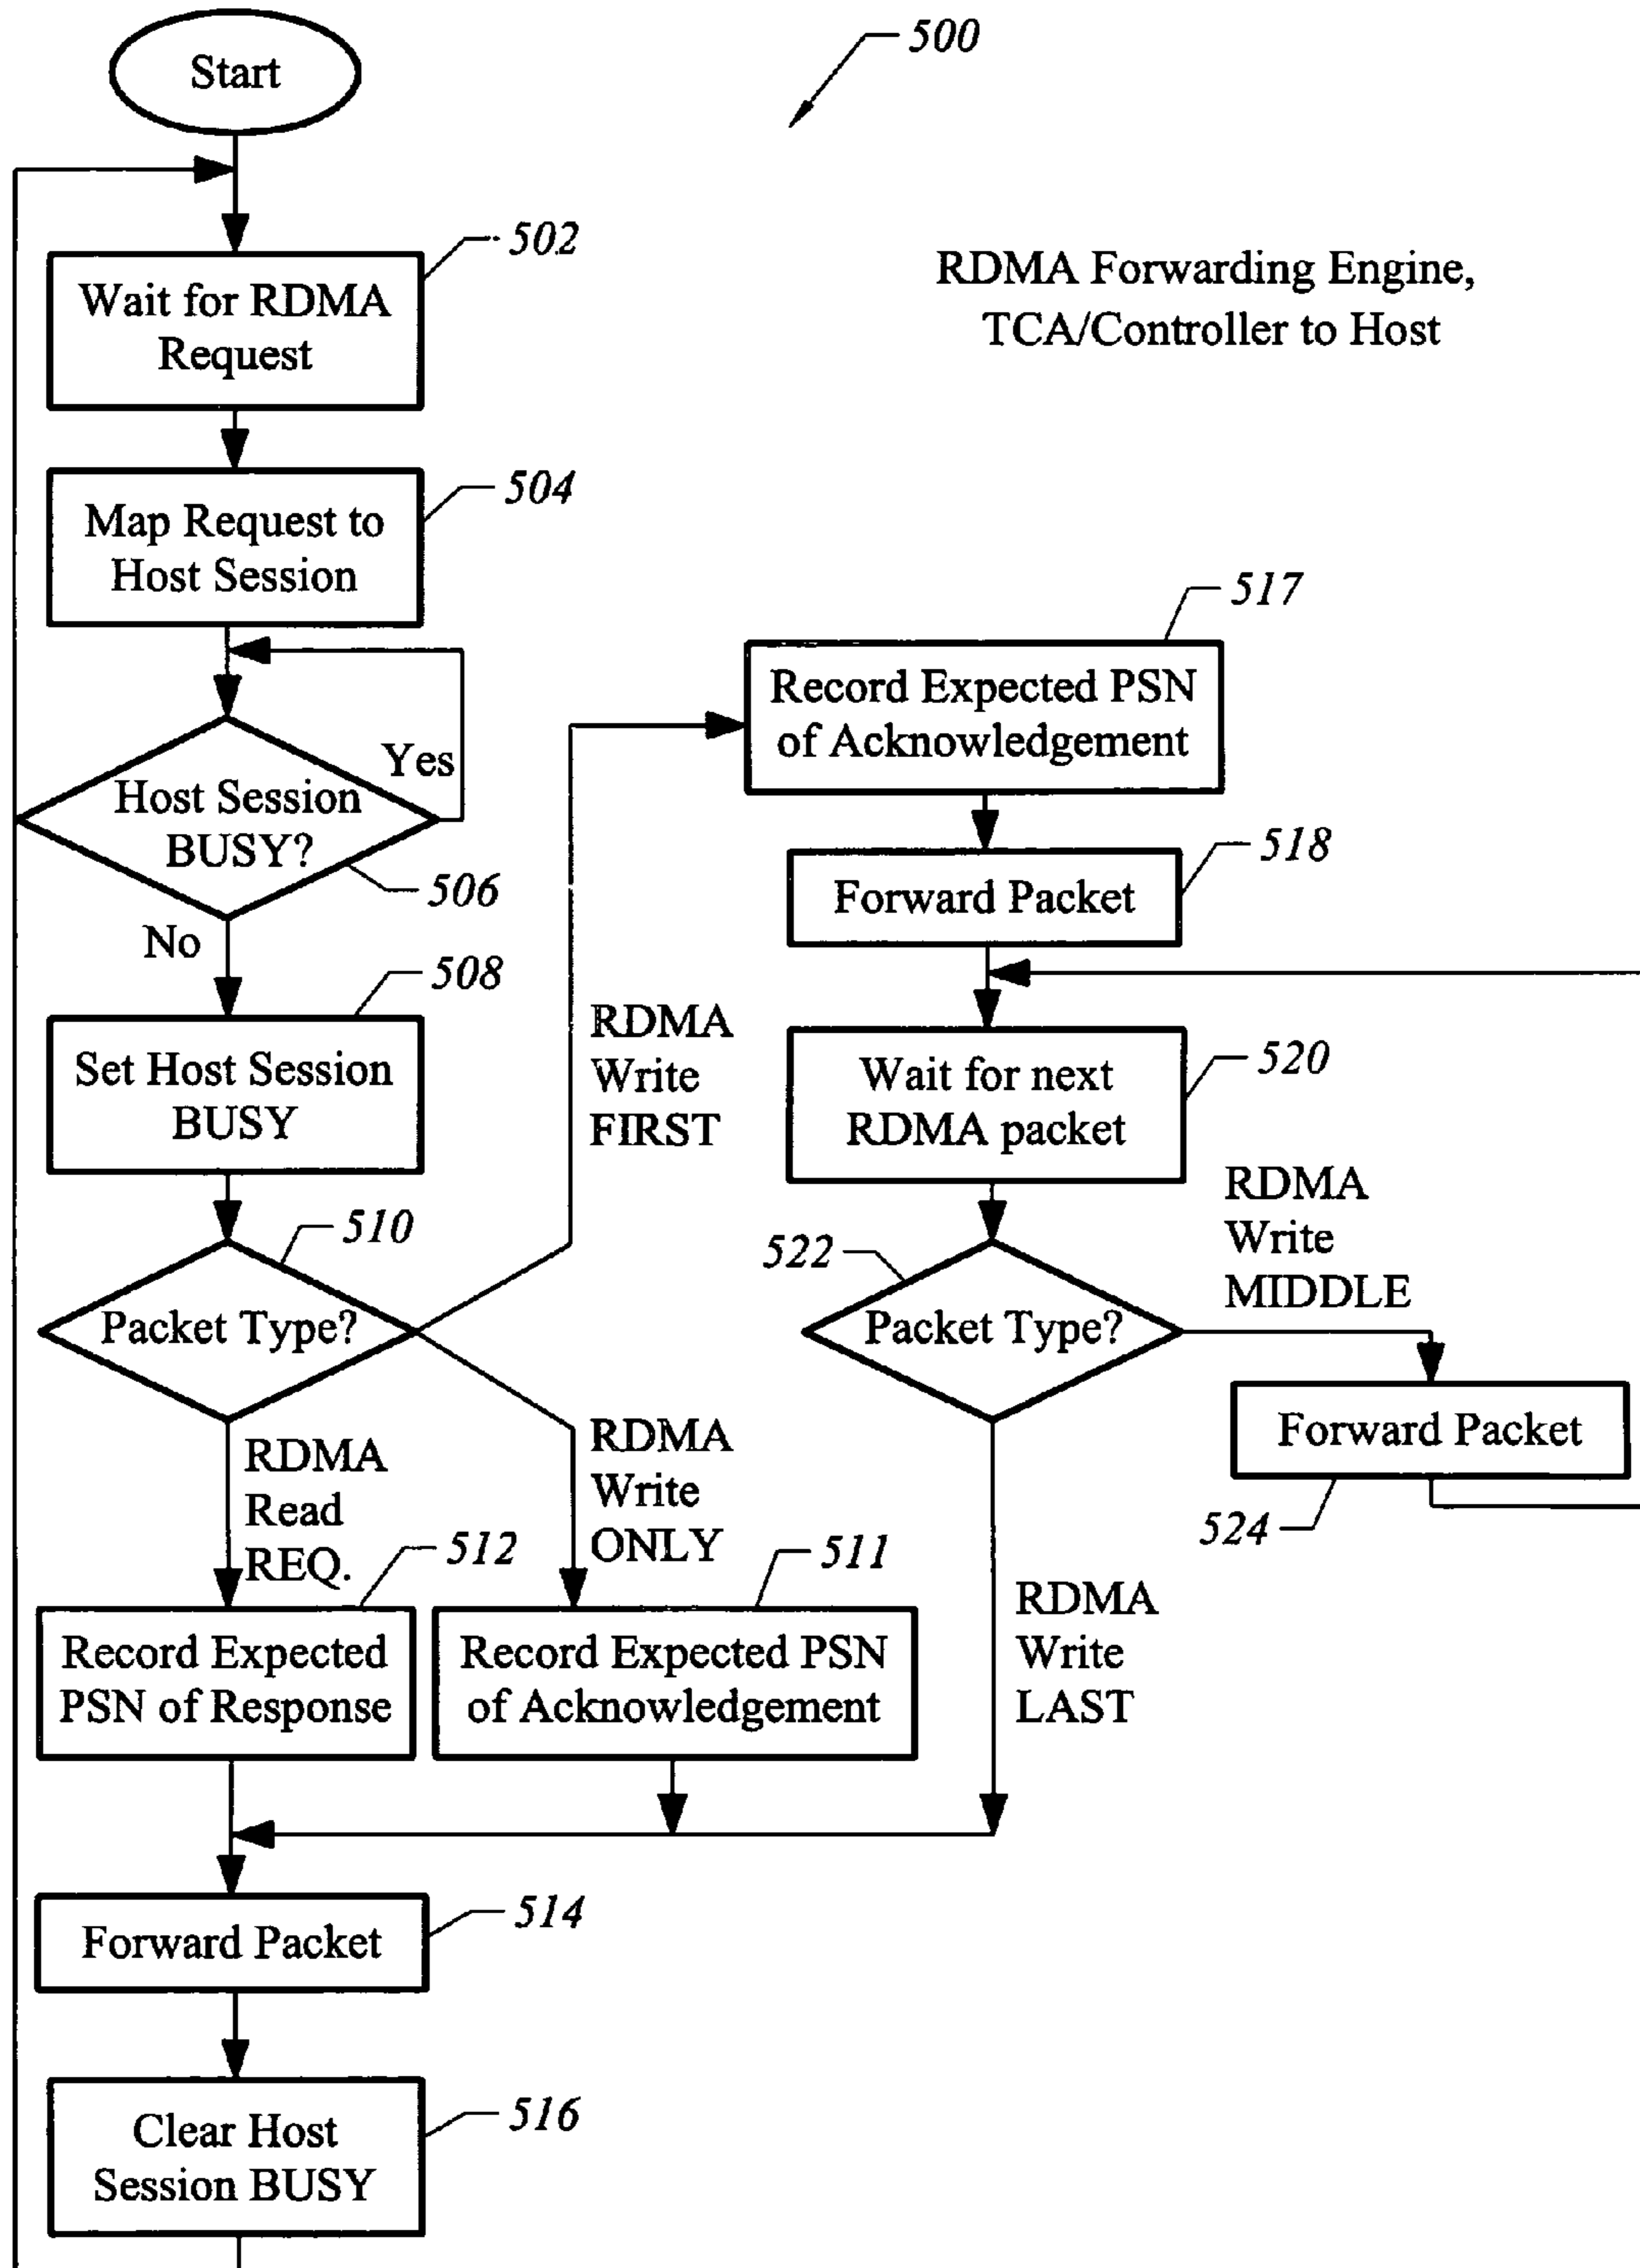 Start
500
502
Wait for RDMA
Request
RDMA Forwarding Engine,
TCA/Controller to Host
504
Map Request to
Host Session
517
Record Expected PSN
of Acknowledgement
Yes
Host Session
BUSY?
506
518
Forward Packet
No
508
Set Host Session
BUSY
RDMA
Write
FIRST
520
Wait for next
RDMA packet
510
Packet Type?
522
Packet Type?
RDMA
Write
MIDDLE
Forward Packet
524
RDMA
Read
REQ.
RDMA
Write
ONLY
512
Record Expected
PSN of Response
511
Record Expected PSN
of Acknowledgement
RDMA
Write
LAST
514
Forward Packet
516
Clear Host
Session BUSY